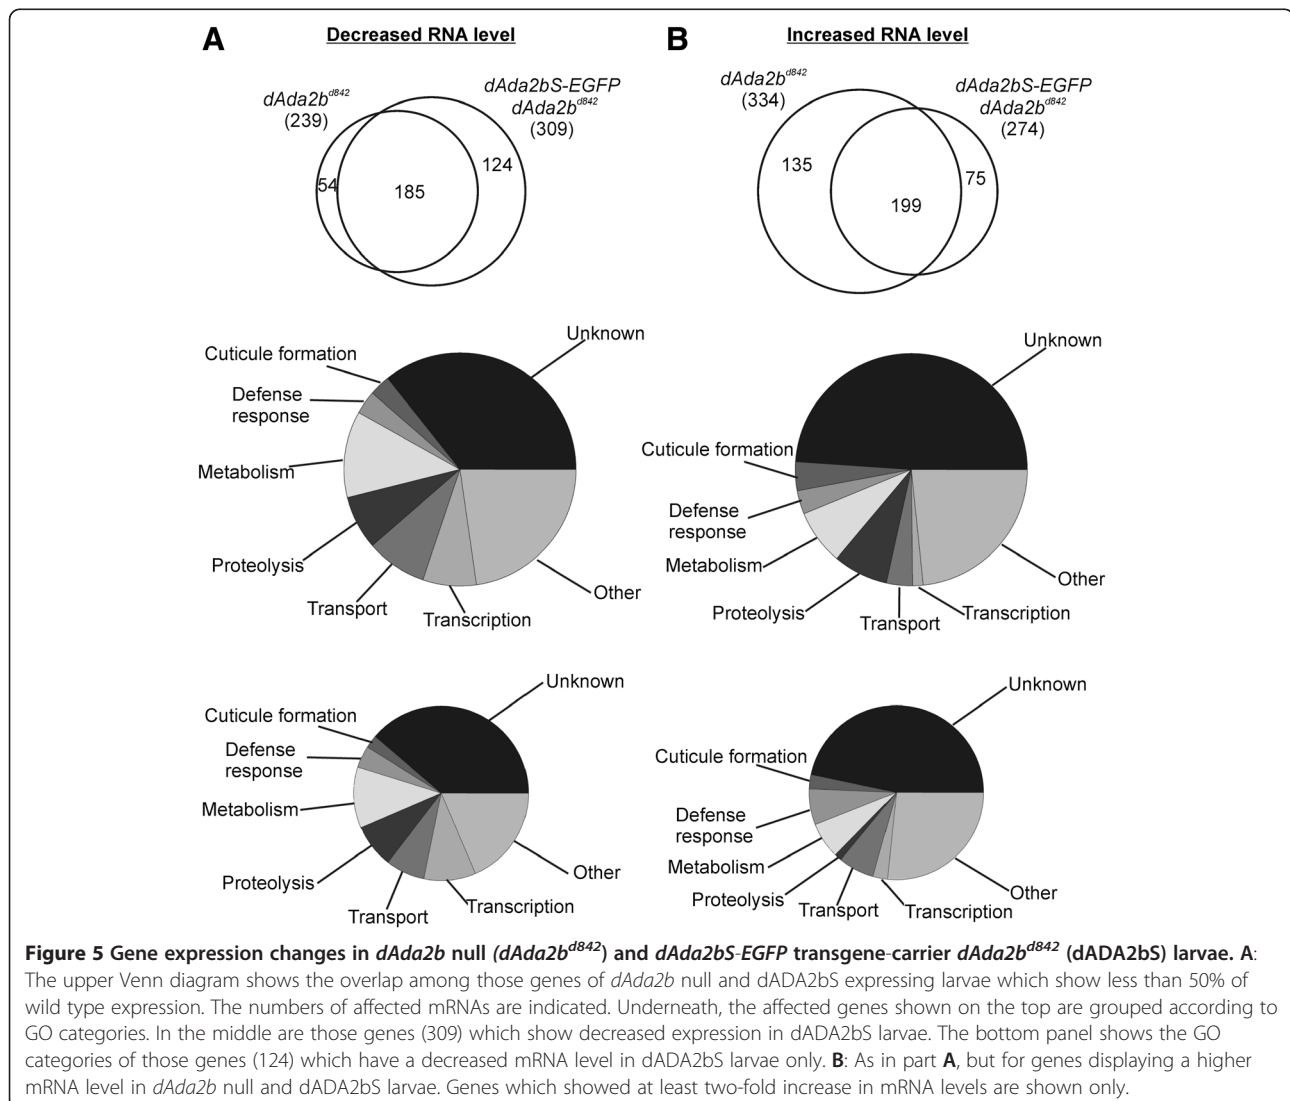 A
Decreased RNA level
dAda2b^d842
(239)
dAda2bS-EGFP
dAda2b^d842
(309)
54
185
124
Unknown
Cuticule formation
Defense
response
Metabolism
Proteolysis
Transport
Transcription
Other
Unknown
Cuticule formation
Defense
response
Metabolism
Proteolysis
Transport
Transcription
Other
B
Increased RNA level
dAda2b^d842
(334)
dAda2bS-EGFP
dAda2b^d842
(274)
135
199
75
Unknown
Cuticule formation
Defense
response
Metabolism
Proteolysis
Transport
Transcription
Other
Unknown
Cuticule formation
Defense
response
Metabolism
Proteolysis
Transport
Transcription
Other
Figure 5 Gene expression changes in dAda2b null (dAda2b^d842) and dAda2bS-EGFP transgene-carrier dAda2b^d842 (dADA2bS) larvae. A:
The upper Venn diagram shows the overlap among those genes of dAda2b null and dADA2bS expressing larvae which show less than 50% of
wild type expression. The numbers of affected mRNAs are indicated. Underneath, the affected genes shown on the top are grouped according to
GO categories. In the middle are those genes (309) which show decreased expression in dADA2bS larvae. The bottom panel shows the GO
categories of those genes (124) which have a decreased mRNA level in dADA2bS larvae only. B: As in part A, but for genes displaying a higher
mRNA level in dAda2b null and dADA2bS larvae. Genes which showed at least two-fold increase in mRNA levels are shown only.